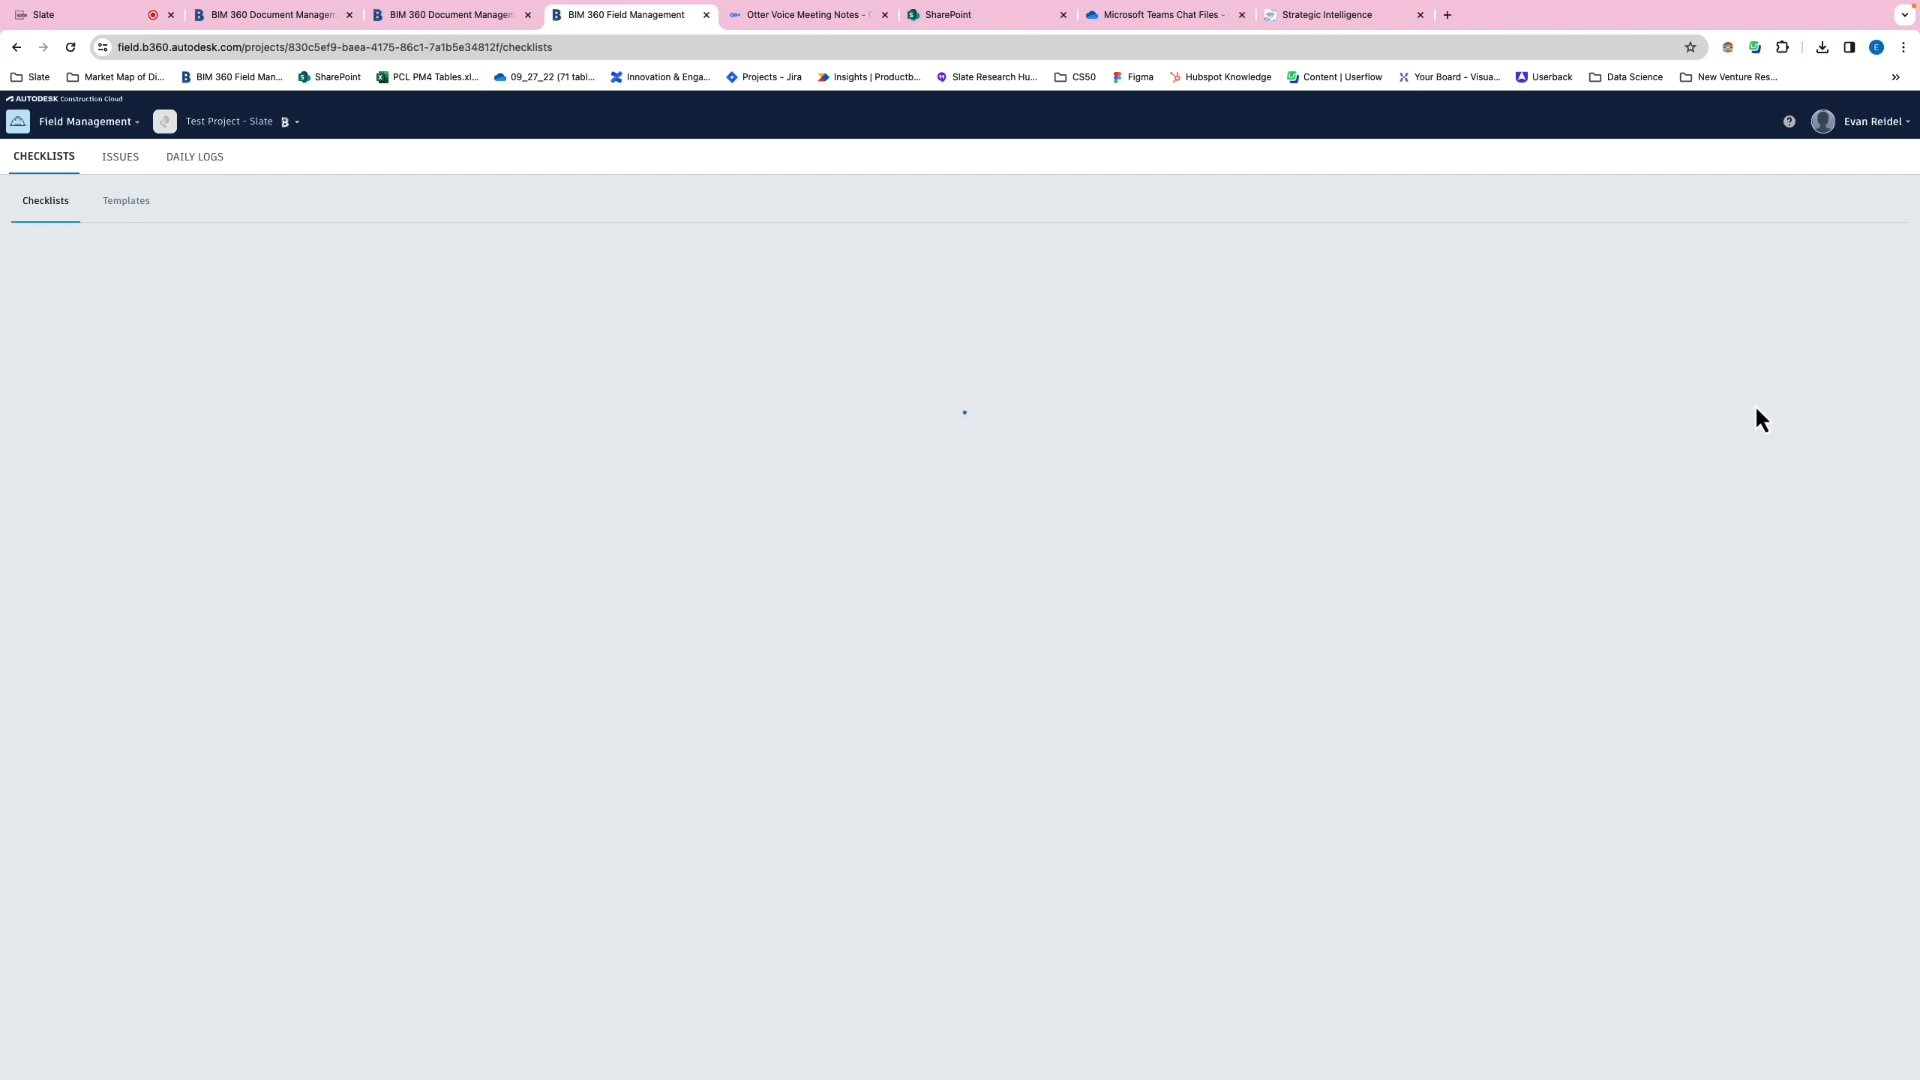 Slate
BIM 360 Document Managem
BIM 360 Document Managem
BIM 360 Field Management
Otter Voice Meeting Notes -
SharePoint
Microsoft Teams Chat Files -
Strategic Intelligence
field.b360.autodesk.com/projects/830c5ef9-baea-4175-86c1-7a1b5e34812f/checklists
E
Slate
Market Map of Di...
BIM 360 Field Man...
SharePoint
PCL PM4 Tables.xl...
09_27_22 (71 tabl...
Innovation & Enga...
Projects - Jira
Insights | Productb...
Slate Research Hu...
CS50
Figma
Hubspot Knowledge
Content | Userflow
Your Board - Visua...
Userback
Data Science
New Venture Res...
AUTODESK Construction Cloud
Field Management
Test Project - Slate
Evan Reidel
CHECKLISTS
ISSUES
DAILY LOGS
Checklists
Templates